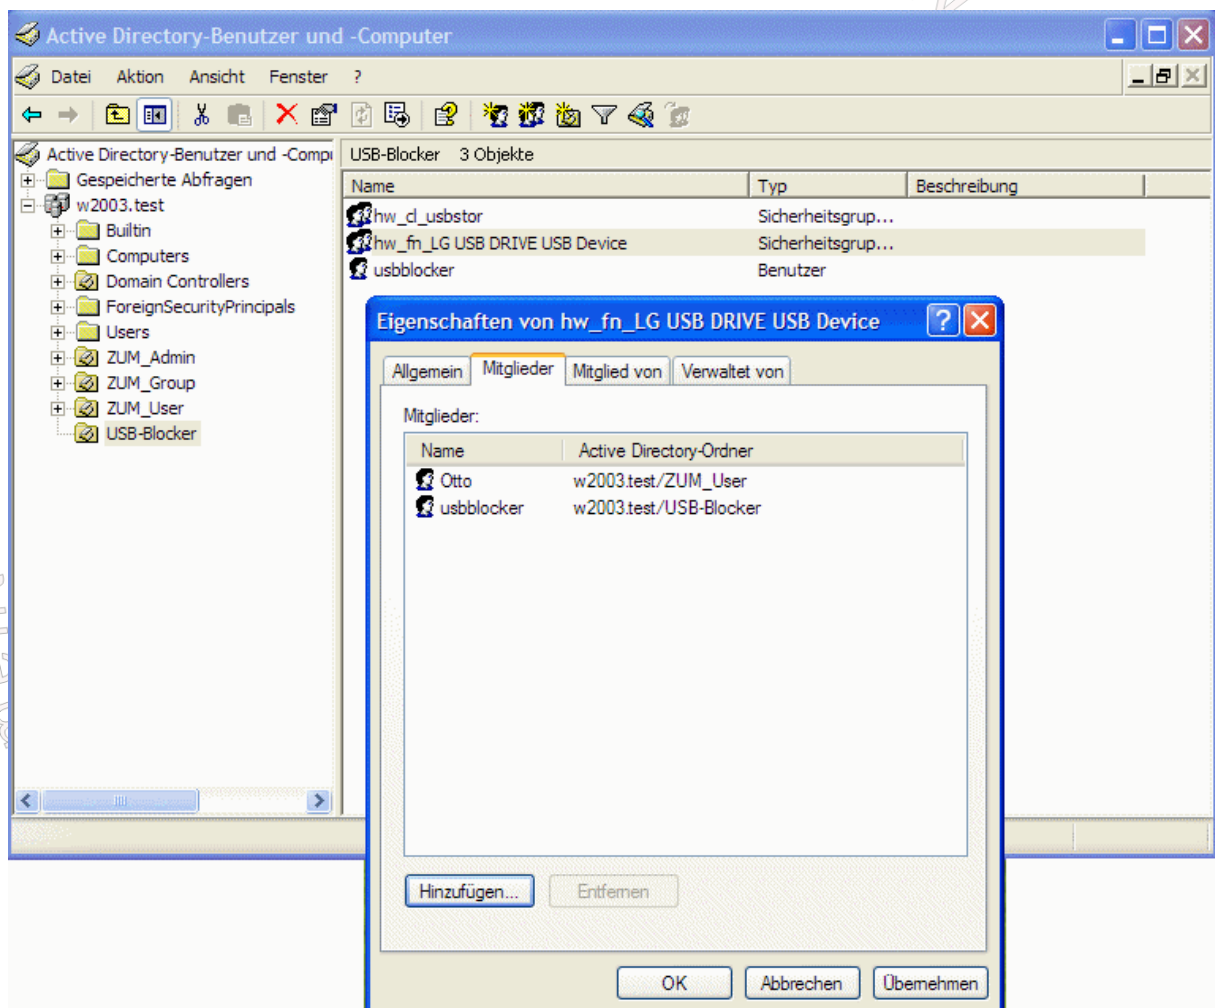 Active Directory-Benutzer und -Computer
Datei Aktion Ansicht Fenster ?
Active Directory-Benutzer und -Compu
Gespeicherte Abfragen
w2003.test
Builtin
Computers
Domain Controllers
ForeignSecurityPrincipals
Users
ZUM_Admin
ZUM_Group
ZUM_User
USB-Blocker
USB-Blocker 3 Objekte
Name Typ Beschreibung
hw_cl_usbstor Sicherheitsgrup...
hw_fn_LG USB DRIVE USB Device Sicherheitsgrup...
usbblocker Benutzer
Eigenschaften von hw_fn_LG USB DRIVE USB Device
Allgemein Mitglieder Mitglied von Verwaltet von
Mitglieder:
Name Active Directory-Ordner
Otto w2003.test/ZUM_User
usbblocker w2003.test/USB-Blocker
Hinzufügen... Entfernen
OK Abbrechen Übernehmen